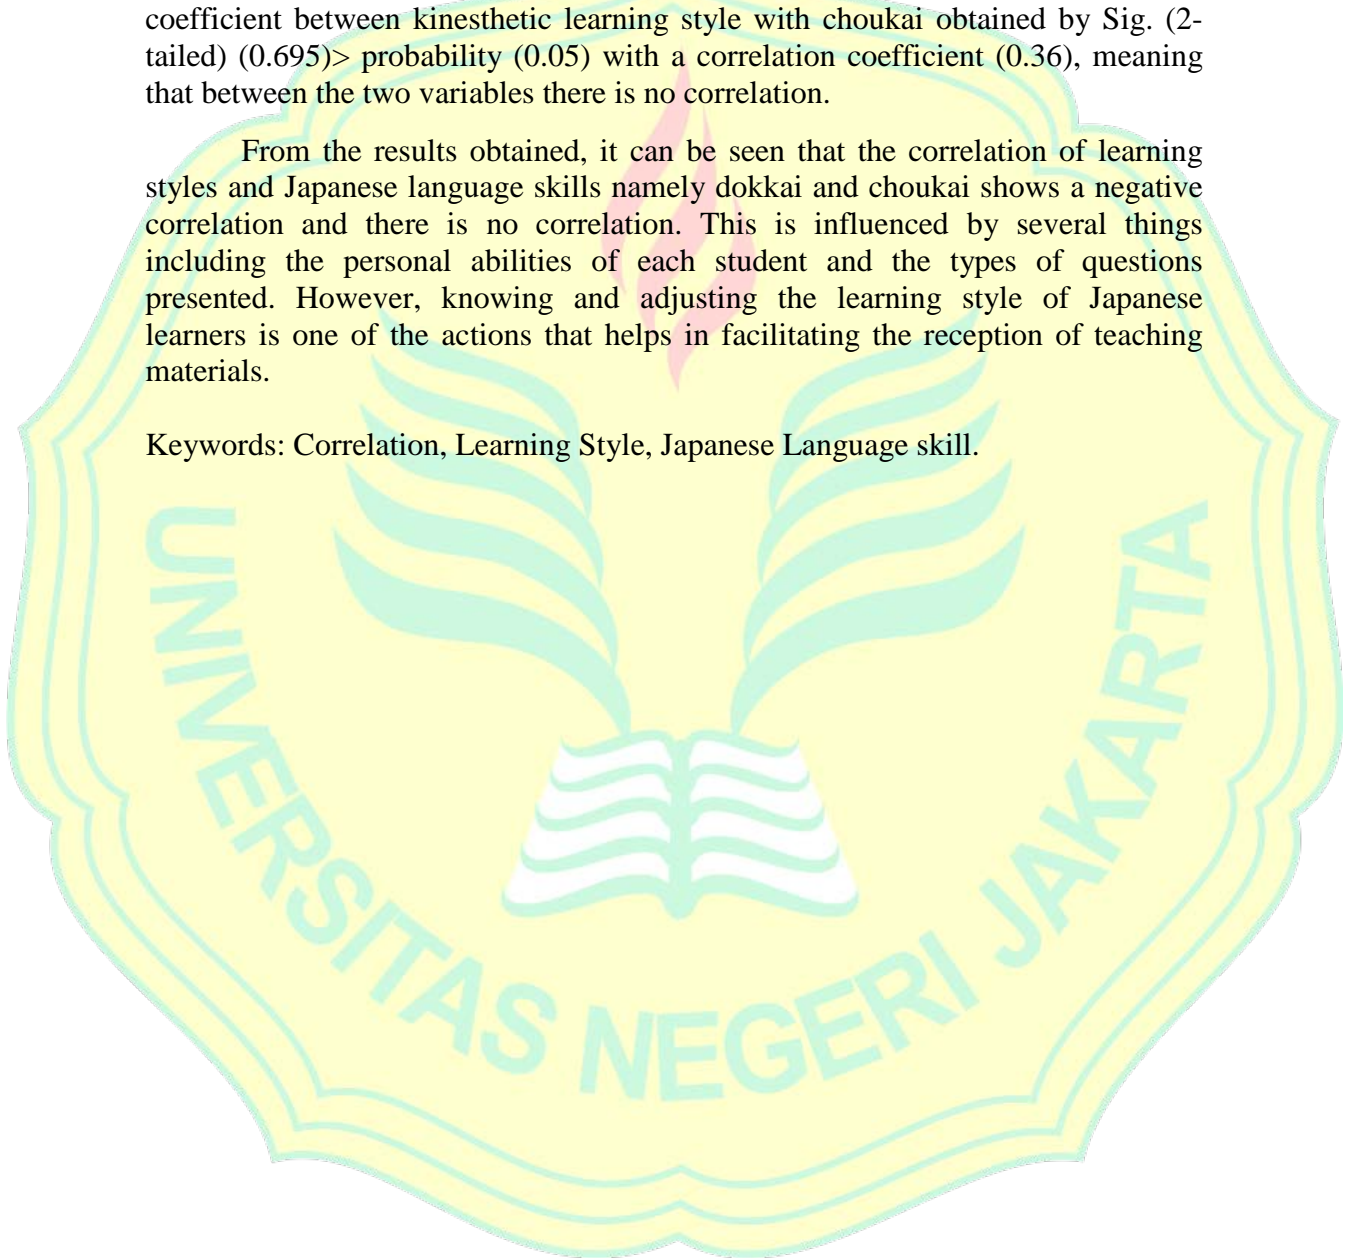 coefficient between kinesthetic learning style with choukai obtained by Sig. (2-
tailed) (0.695)> probability (0.05) with a correlation coefficient (0.36), meaning
that between the two variables there is no correlation.
From the results obtained, it can be seen that the correlation of learning
styles and Japanese language skills namely dokkai and choukai shows a negative
correlation and there is no correlation. This is influenced by several things
including the personal abilities of each student and the types of questions
presented. However, knowing and adjusting the learning style of Japanese
learners is one of the actions that helps in facilitating the reception of teaching
materials.
Keywords: Correlation, Learning Style, Japanese Language skill.
UNIVERSITAS NEGERI JAKARTA